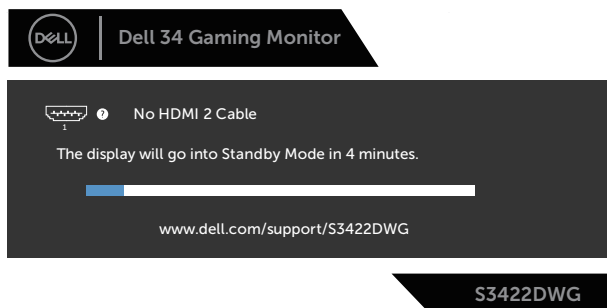 DELL
Dell 34 Gaming Monitor
? No HDMI 2 Cable
1
The display will go into Standby Mode in 4 minutes.
www.dell.com/support/S3422DWG
S3422DWG